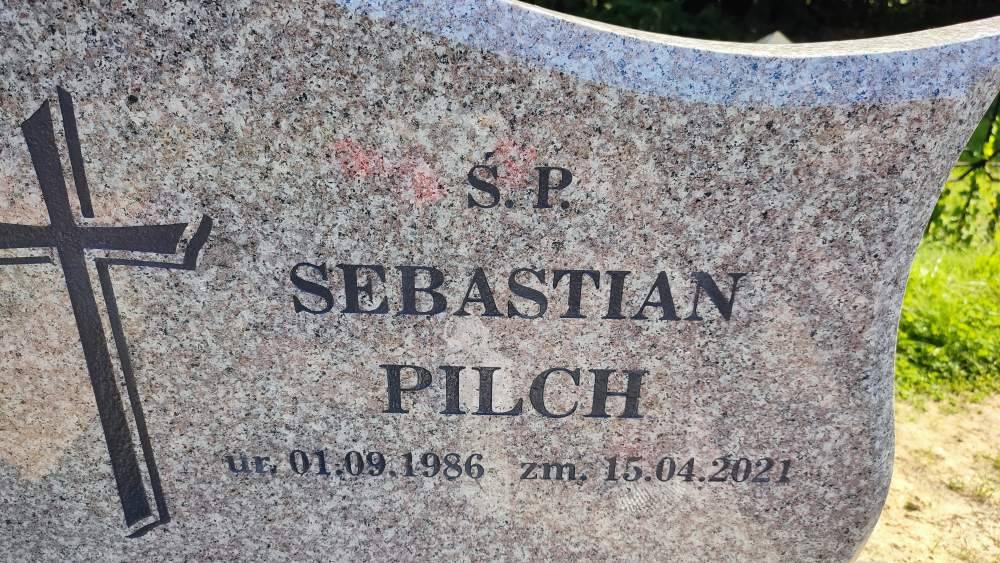 Ś. P.
SEBASTIAN
PILCH
ur. 01.09.1986 zm. 15.04.2021